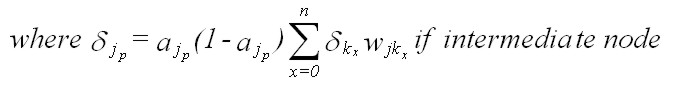 where δ_{j_p} = a_{j_p}(1 - a_{j_p}) ∑_{x=0}^{n} δ_{k_x} w_{jk_x} if intermediate node